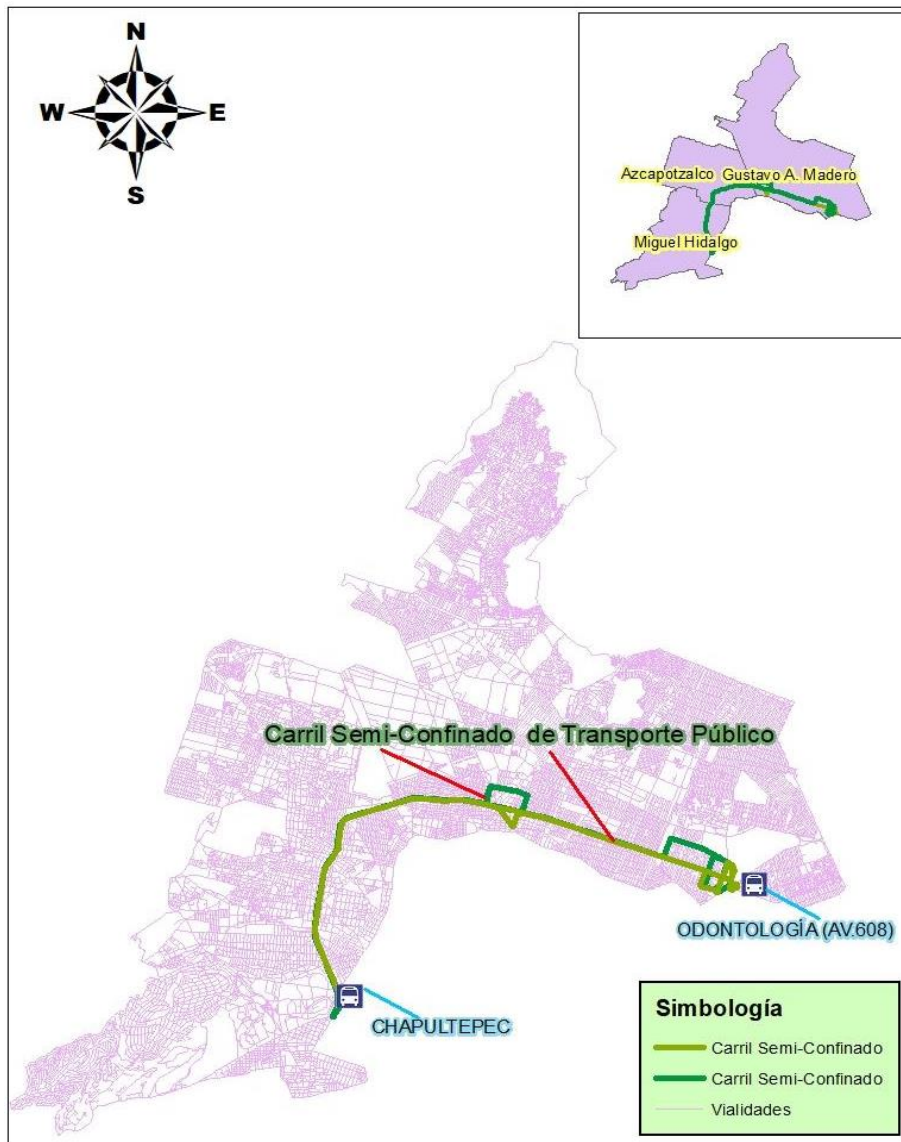 N
W
E
S
Azcapotzalco
Gustavo A. Madero
Miguel Hidalgo
Carril Semi-Confinado de Transporte Público
ODONTOLOGÍA (AV.608)
CHAPULTEPEC
Simbología
Carril Semi-Confinado
Carril Semi-Confinado
Vialidades